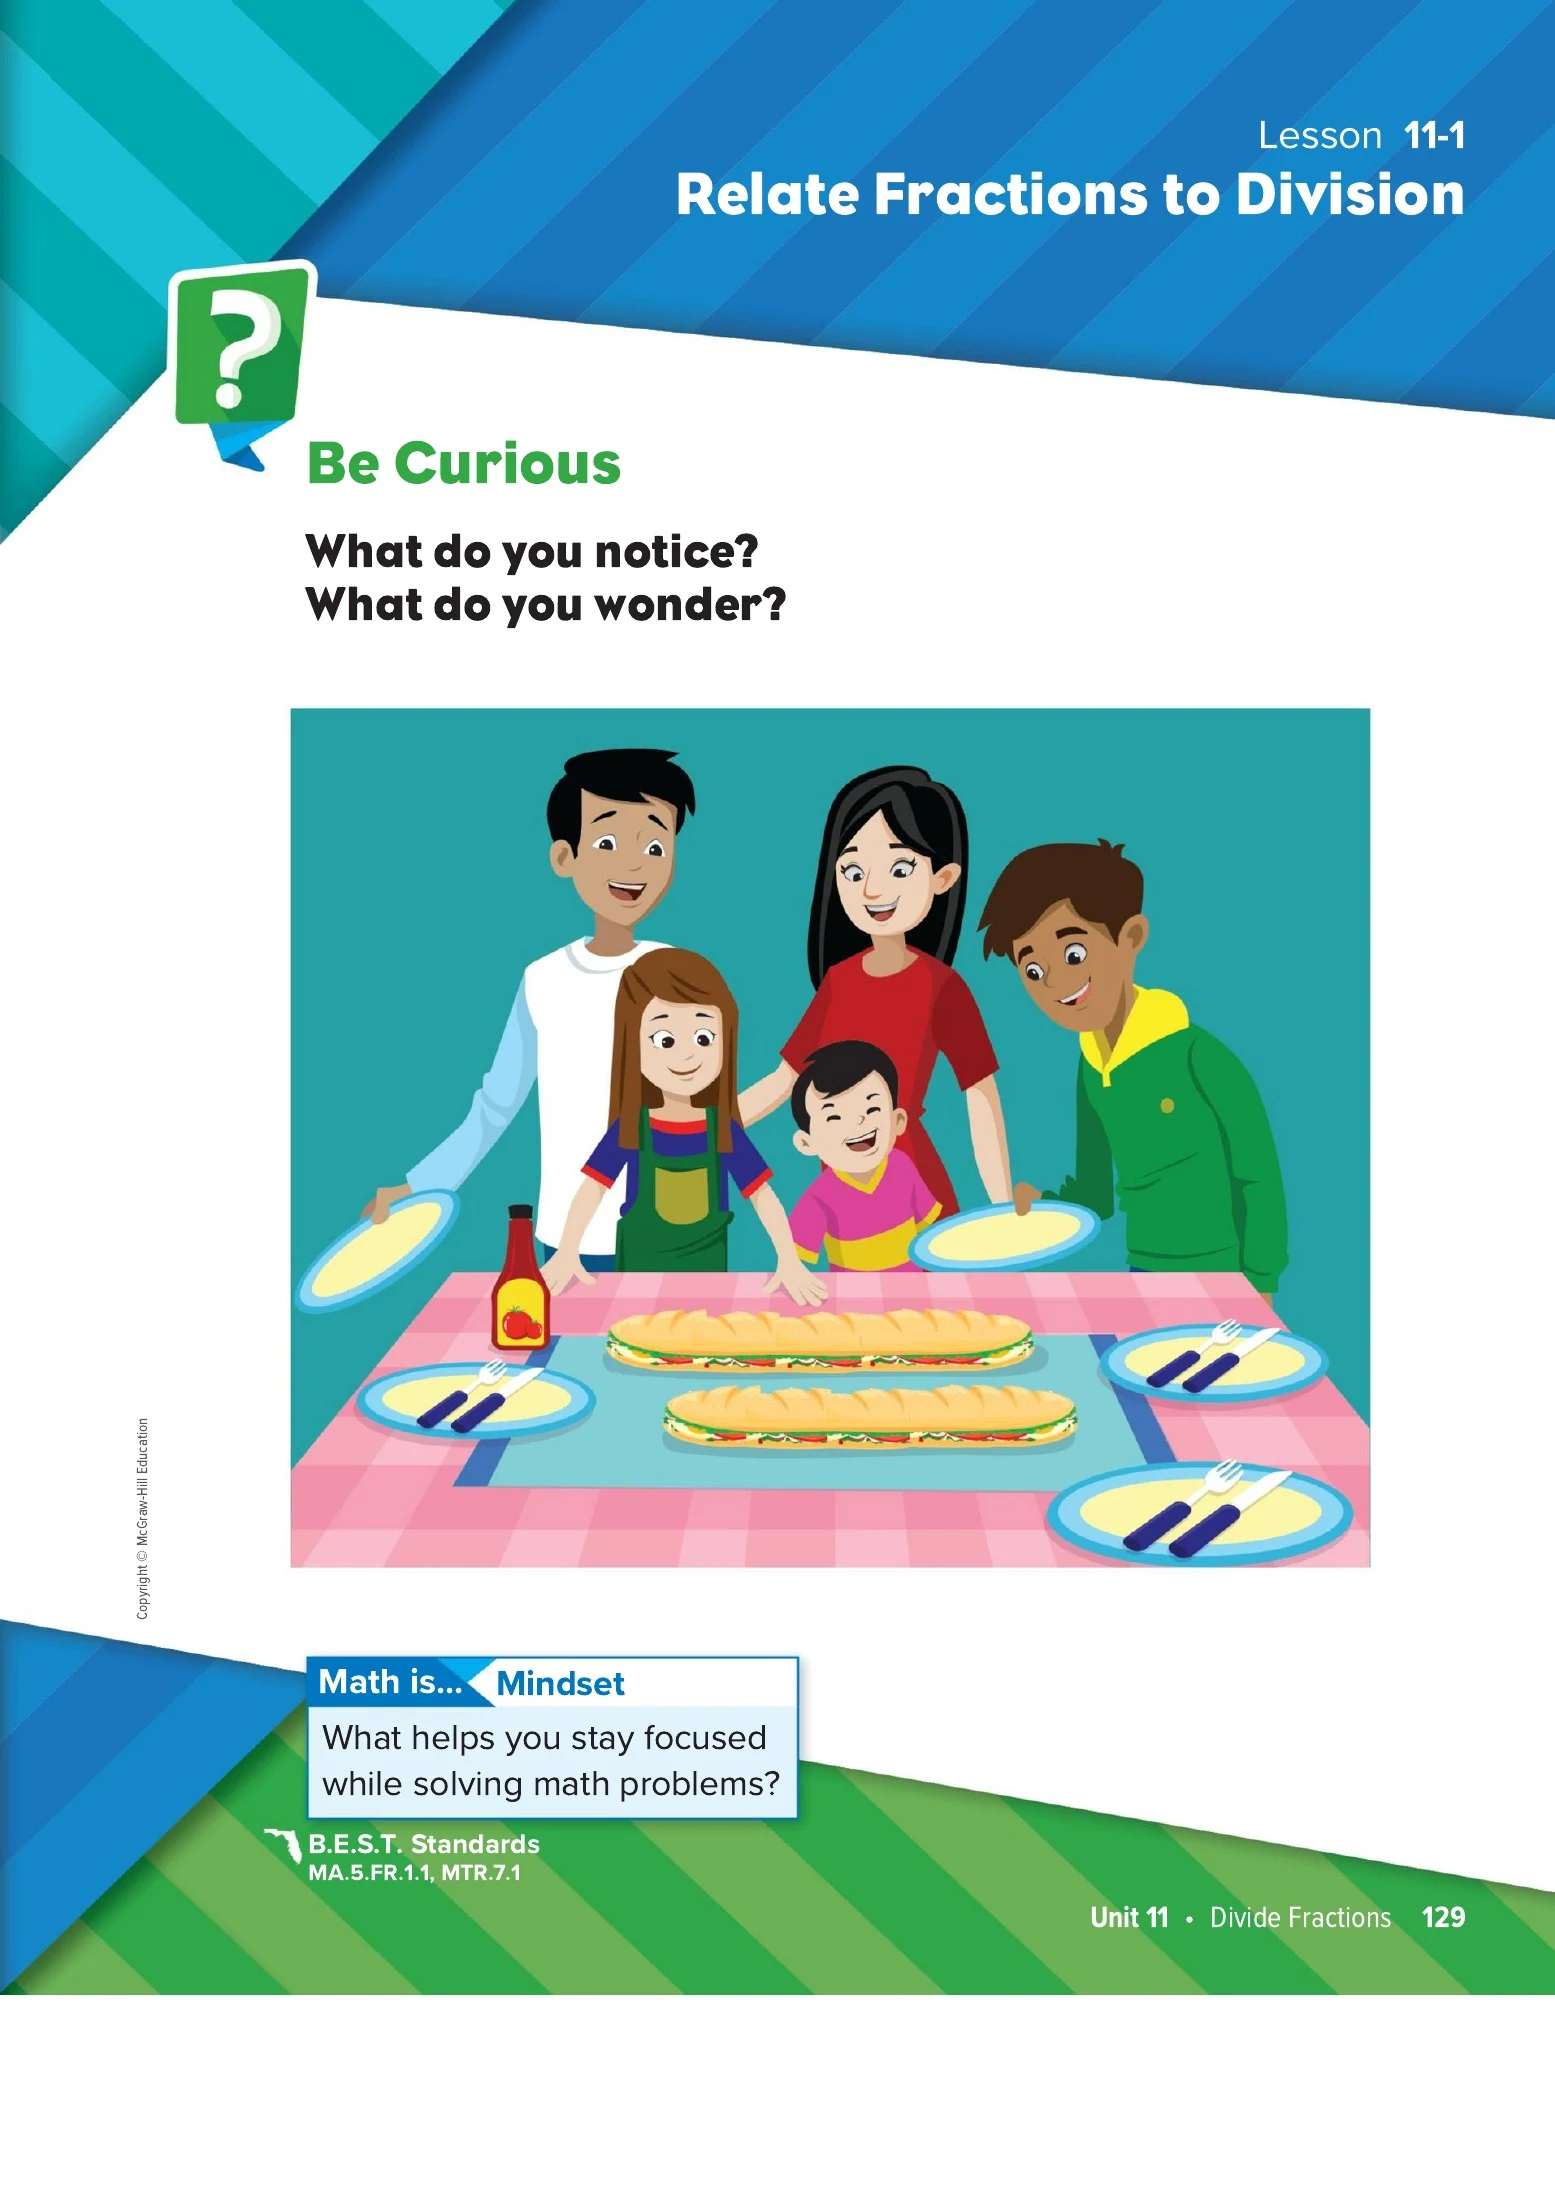 Lesson 11-1
Relate Fractions to Division
?
Be Curious
What do you notice?
What do you wonder?
Copyright © McGraw-Hill Education
Math is... Mindset
What helps you stay focused
while solving math problems?
B.E.S.T. Standards
MA.5.FR.1.1, MTR.7.1
Unit 11 • Divide Fractions 129